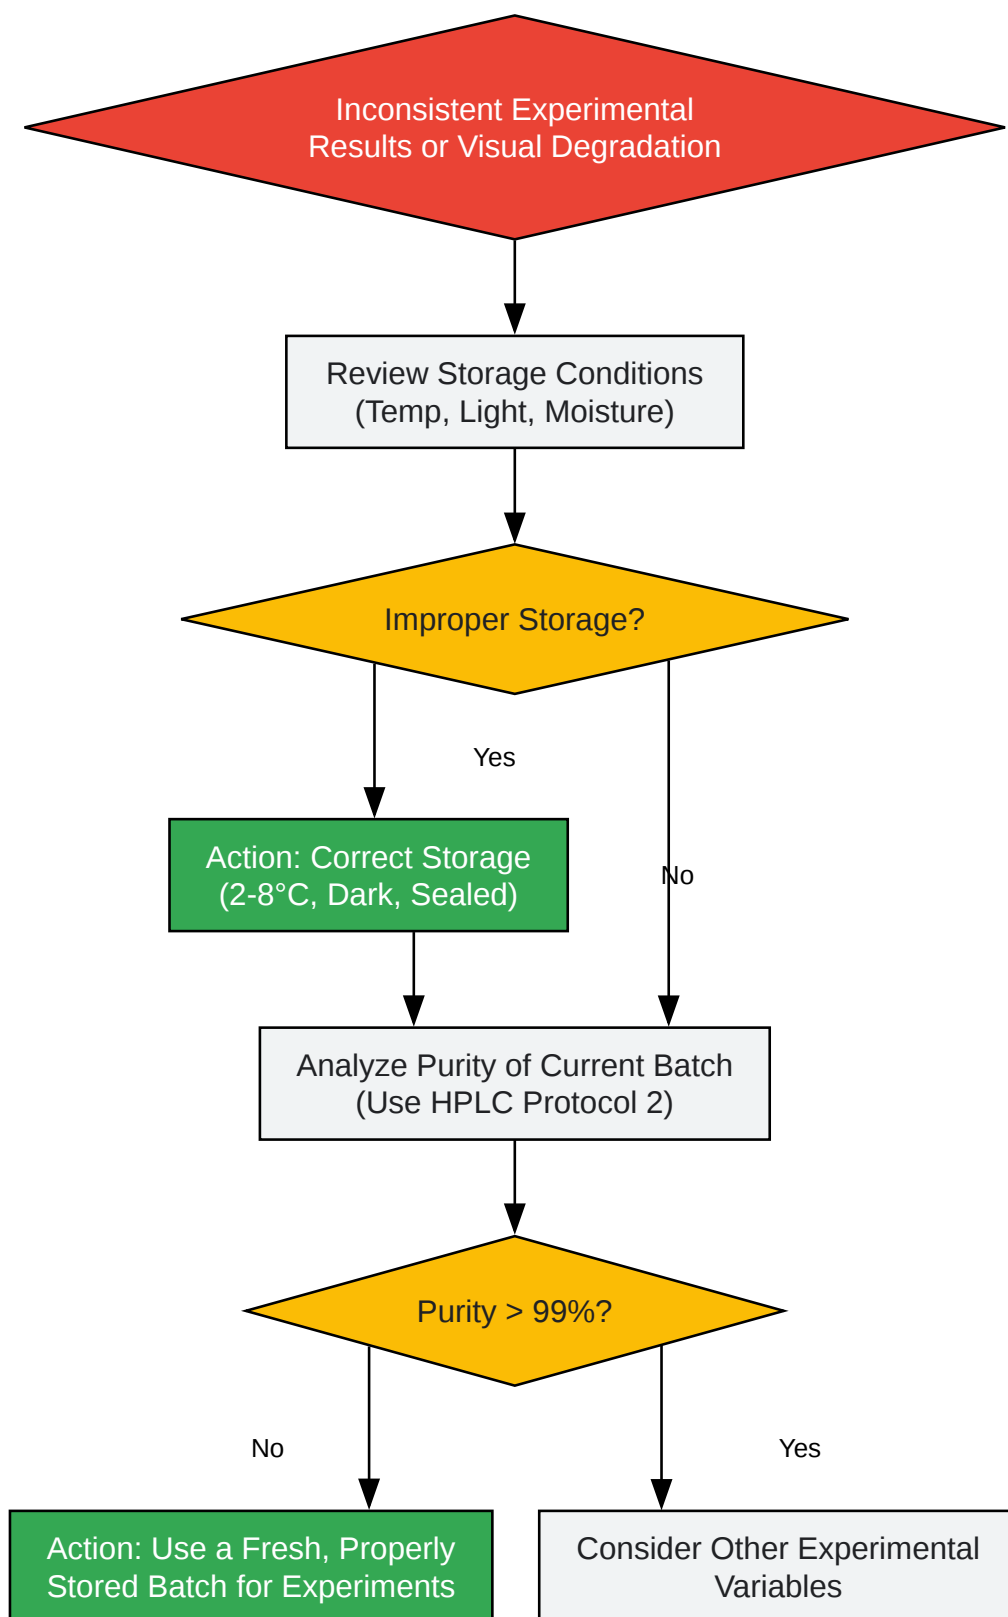 Inconsistent Experimental
Results or Visual Degradation
Review Storage Conditions
(Temp, Light, Moisture)
Improper Storage?
Yes
Action: Correct Storage
(2-8°C, Dark, Sealed)
No
Analyze Purity of Current Batch
(Use HPLC Protocol 2)
Purity > 99%?
No
Yes
Action: Use a Fresh, Properly
Stored Batch for Experiments
Consider Other Experimental
Variables